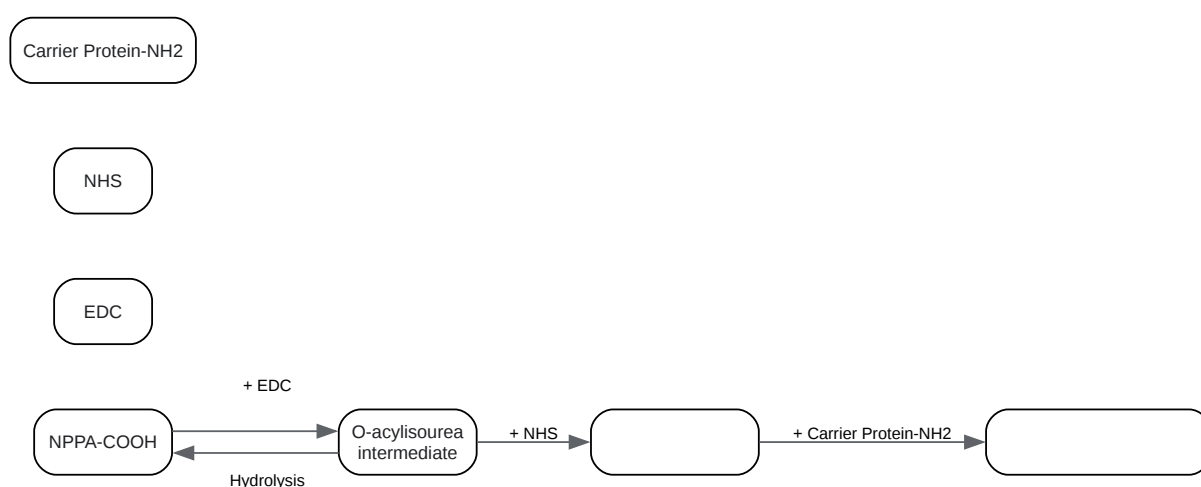 Carrier Protein-NH2
NHS
EDC
+ EDC
NPPA-COOH
O-acylisourea
intermediate
+ NHS
+ Carrier Protein-NH2
Hydrolysis